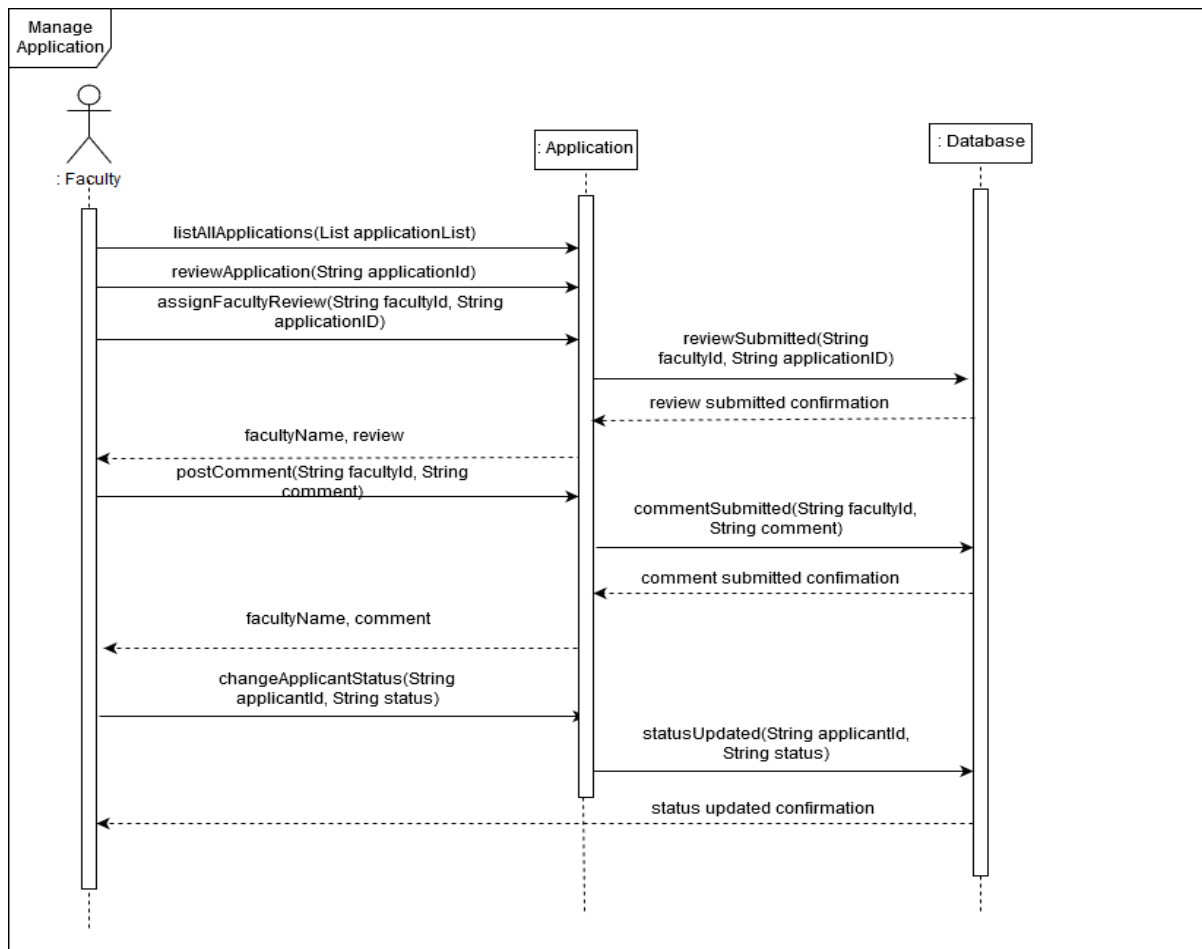 Manage
Application
: Application
: Database
: Faculty
listAllApplications(List applicationList)
reviewApplication(String applicationId)
assignFacultyReview(String facultyId, String
applicationID)
reviewSubmitted(String
facultyId, String applicationID)
review submitted confirmation
facultyName, review
postComment(String facultyId, String
comment)
commentSubmitted(String facultyId,
String comment)
comment submitted confimation
facultyName, comment
changeApplicantStatus(String
applicantId, String status)
statusUpdated(String applicantId,
String status)
status updated confirmation